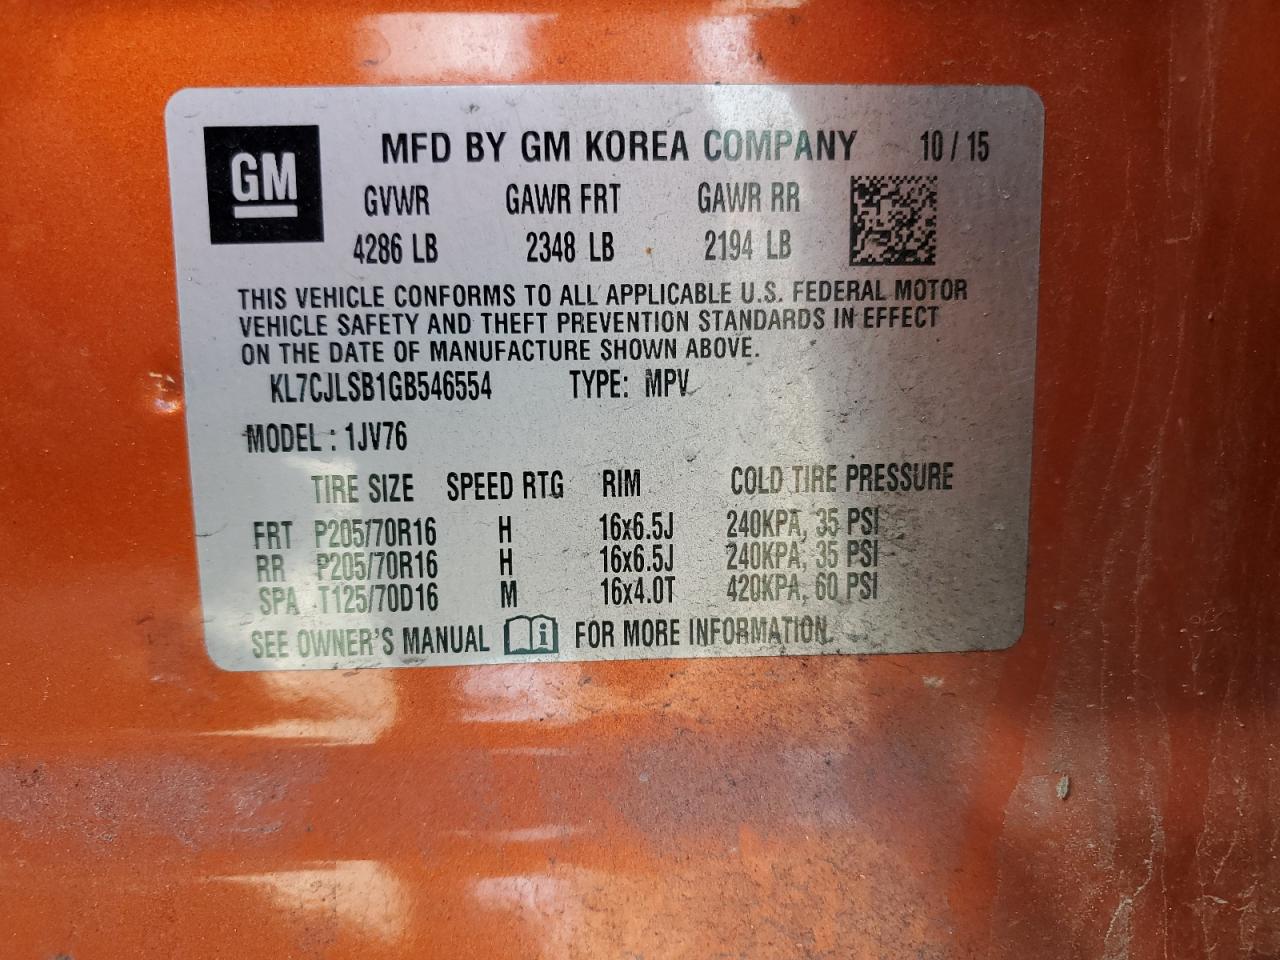 GM
MFD BY GM KOREA COMPANY 10 / 15
GVWR GAWR FRT GAWR RR
4286 LB 2348 LB 2194 LB
THIS VEHICLE CONFORMS TO ALL APPLICABLE U.S. FEDERAL MOTOR
VEHICLE SAFETY AND THEFT PREVENTION STANDARDS IN EFFECT
ON THE DATE OF MANUFACTURE SHOWN ABOVE.
KL7CJLSB1GB546554 TYPE: MPV
MODEL : 1JV76
TIRE SIZE SPEED RTG RIM COLD TIRE PRESSURE
FRT P205/70R16 H 16x6.5J 240KPA, 35 PSI
RR P205/70R16 H 16x6.5J 240KPA, 35 PSI
SPA T125/70D16 M 16x4.0T 420KPA, 60 PSI
SEE OWNER'S MANUAL i FOR MORE INFORMATION.